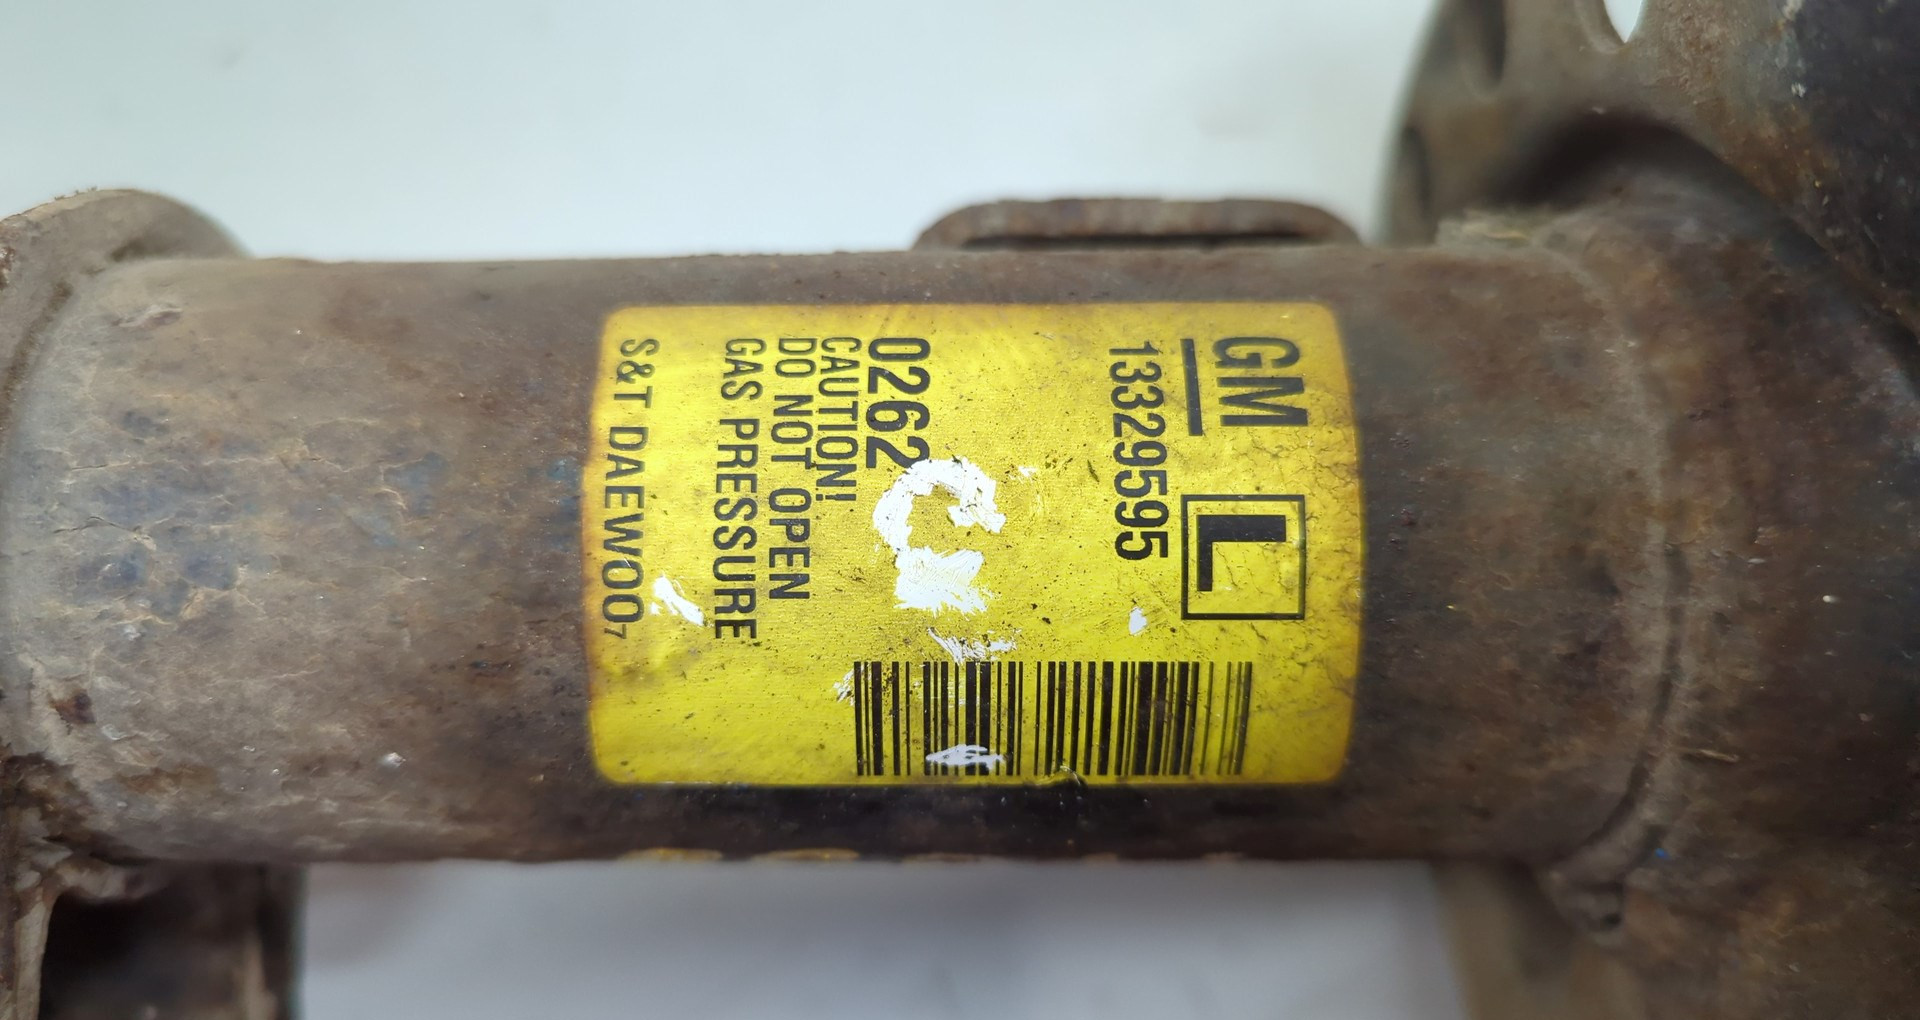 GM L
13329595
0262
CAUTION!
DO NOT OPEN
GAS PRESSURE
S&T DAEWOO7